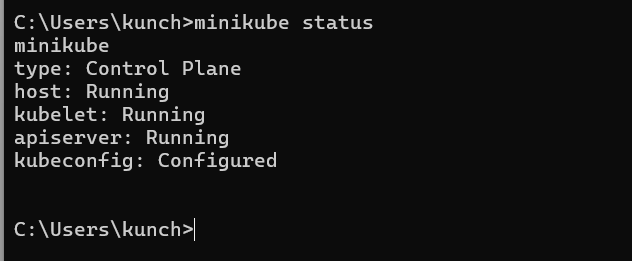 C:\Users\kunch>minikube status
minikube
type: Control Plane
host: Running
kubelet: Running
apiserver: Running
kubeconfig: Configured
C:\Users\kunch>